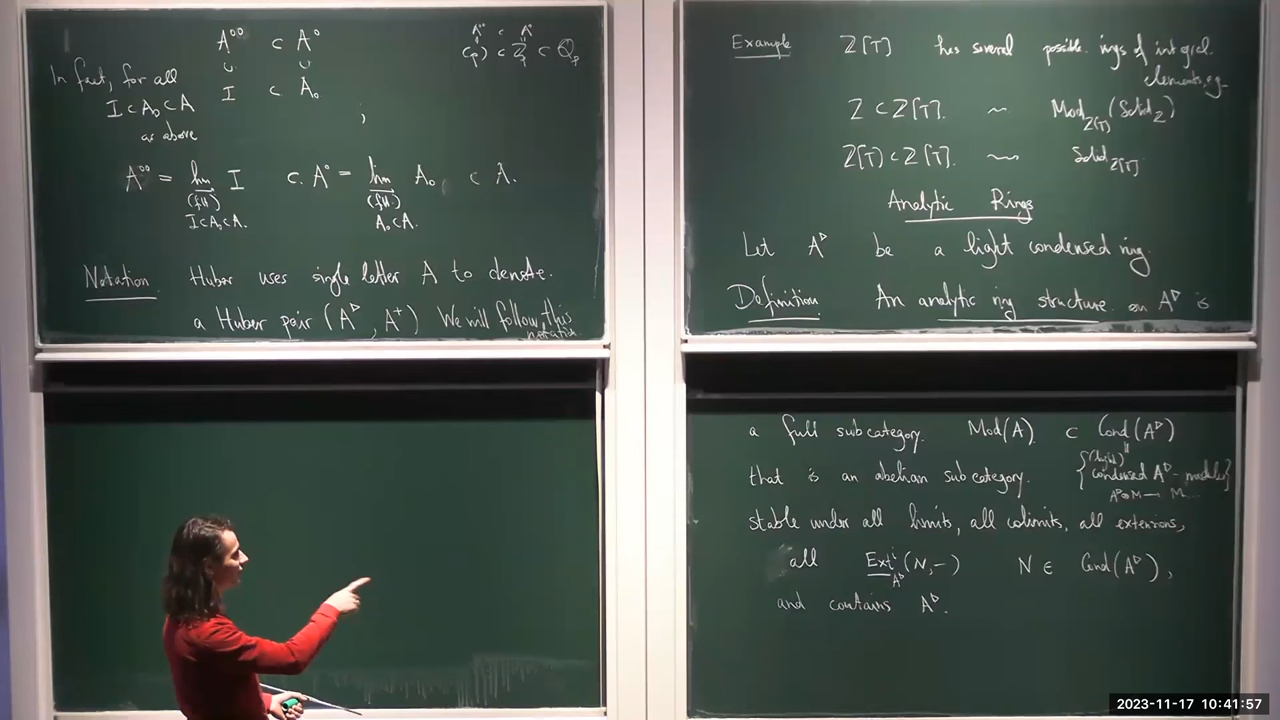 A°° ⊂ A°
∪ ∪
In fact, for all
I ⊂ A₀ ⊂ A I ⊂ A₀
as above
A°° ⊂ A°
(p) ⊂ ℤ_p ⊂ ℚ_p
A°° = lim I ⊂ A° = lim A₀ ⊂ A.
I⊂A₀⊂A. A₀⊂A.
Notation Huber uses single letter A to denote.
a Huber pair (A^▷, A⁺) We will follow this
notation
Example ℤ[T] has several possible rings of integral
elements, eg.
ℤ ⊂ ℤ[T]. ⇝ Mod_ℤ[T] (Solid_ℤ)
ℤ[T] ⊂ ℤ[T]. ⇝ Solid_ℤ[T]
Analytic Rings
Let A^▷ be a light condensed ring.
Definition An analytic ring structure on A^▷ is
a full subcategory. Mod(A) ⊂ Cond(A^▷)
that is an abelian subcategory. {(light) condensed A^▷-modules}
A^▷⊗M → M...
stable under all limits, all colimits, all extensions,
all Ext^i_A^▷ (N,−) N ∈ Cond(A^▷),
and contains A^▷.
2023-11-17 10:41:57